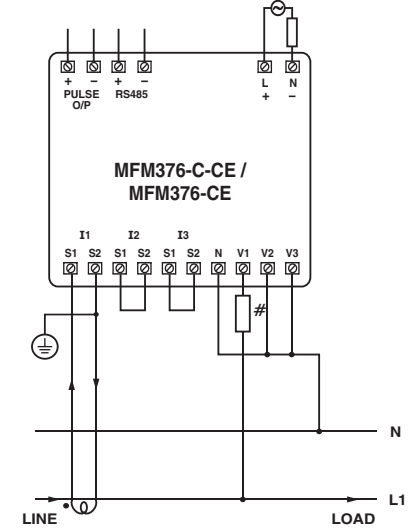 + − + −
PULSE O/P
RS485
L N
+ −
MFM376-C-CE /
MFM376-CE
I1 I2 I3
S1 S2 S1 S2 S1 S2 N V1 V2 V3
#
N
L1
LINE LOAD